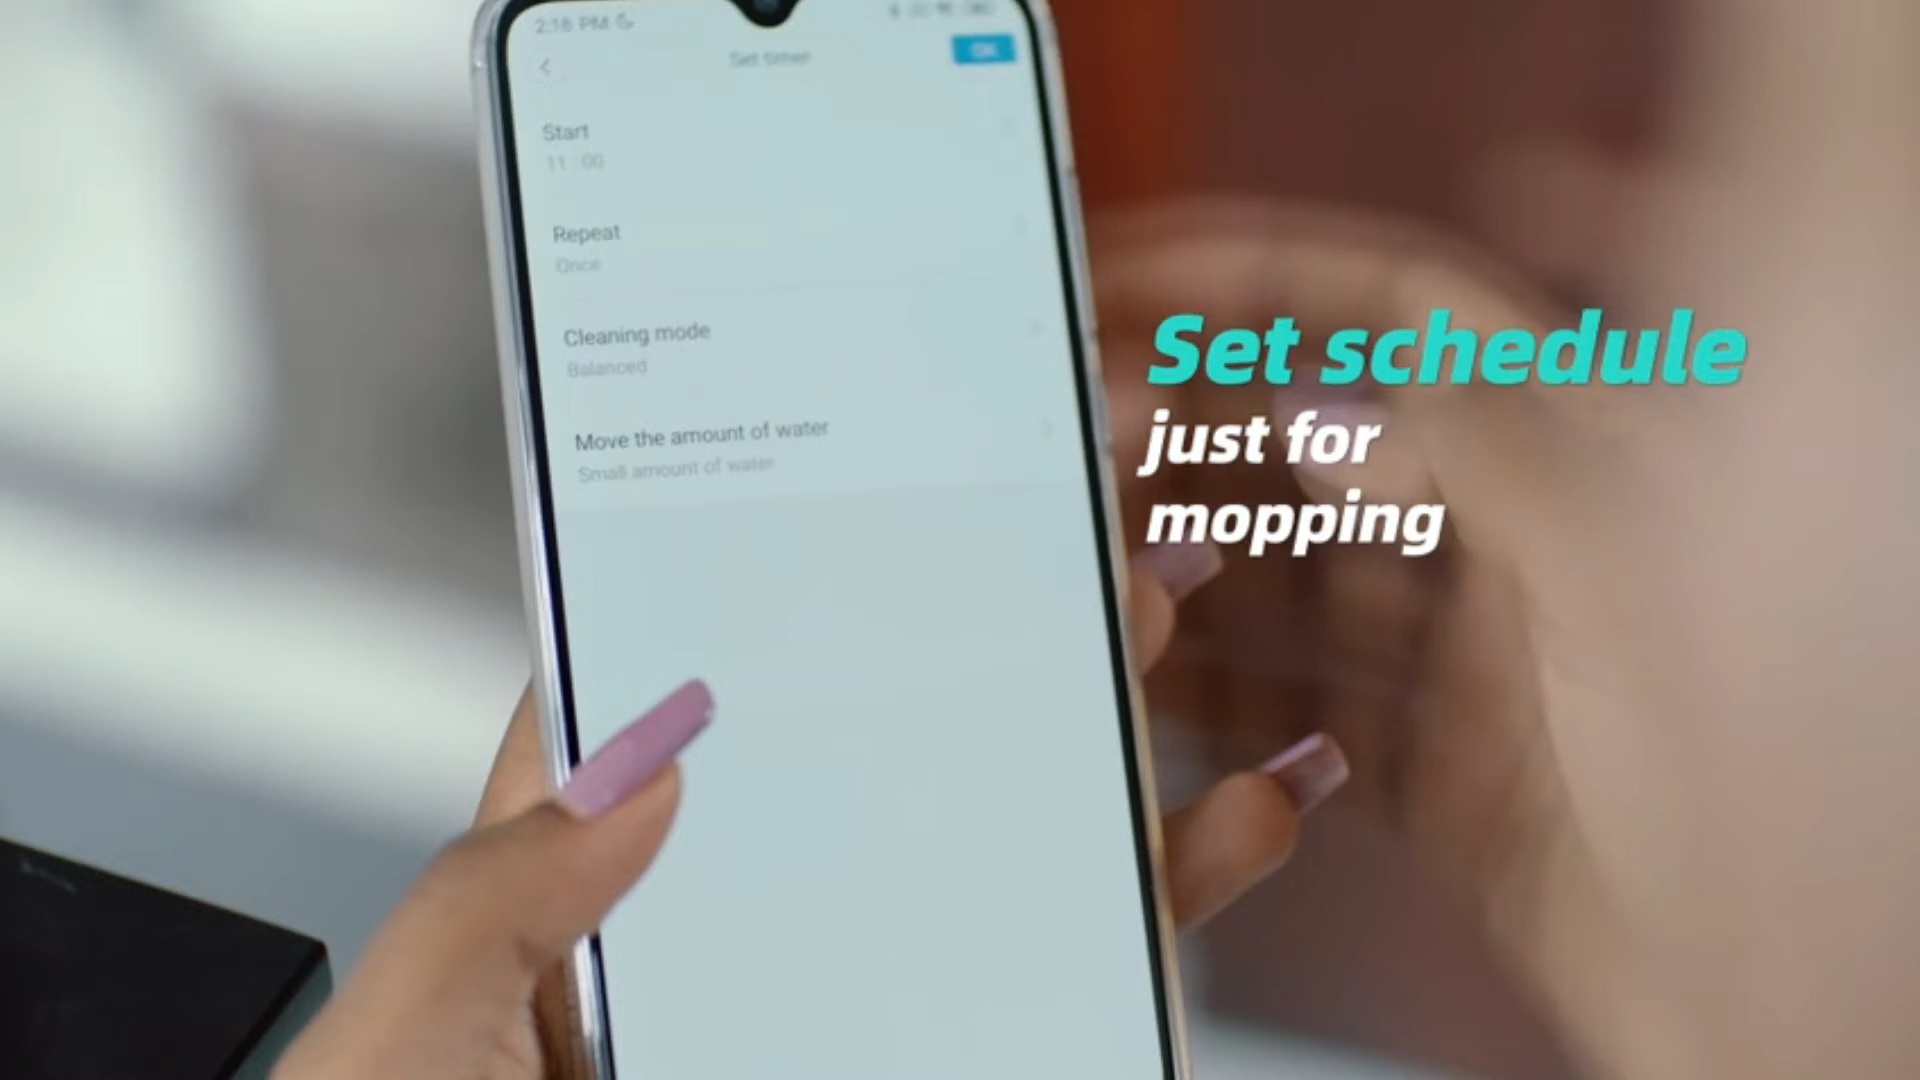 2:18 PM
Set timer
OK
Start
11 : 00
Repeat
Once
Cleaning mode
Balanced
Move the amount of water
Small amount of water
Set schedule
just for
mopping